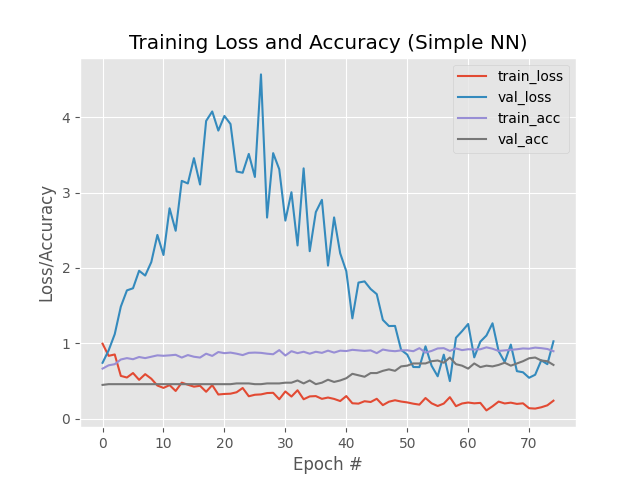 Training Loss and Accuracy (Simple NN)
train_loss
val_loss
train_acc
val_acc
Loss/Accuracy
4
3
2
1
0
0 10 20 30 40 50 60 70
Epoch #